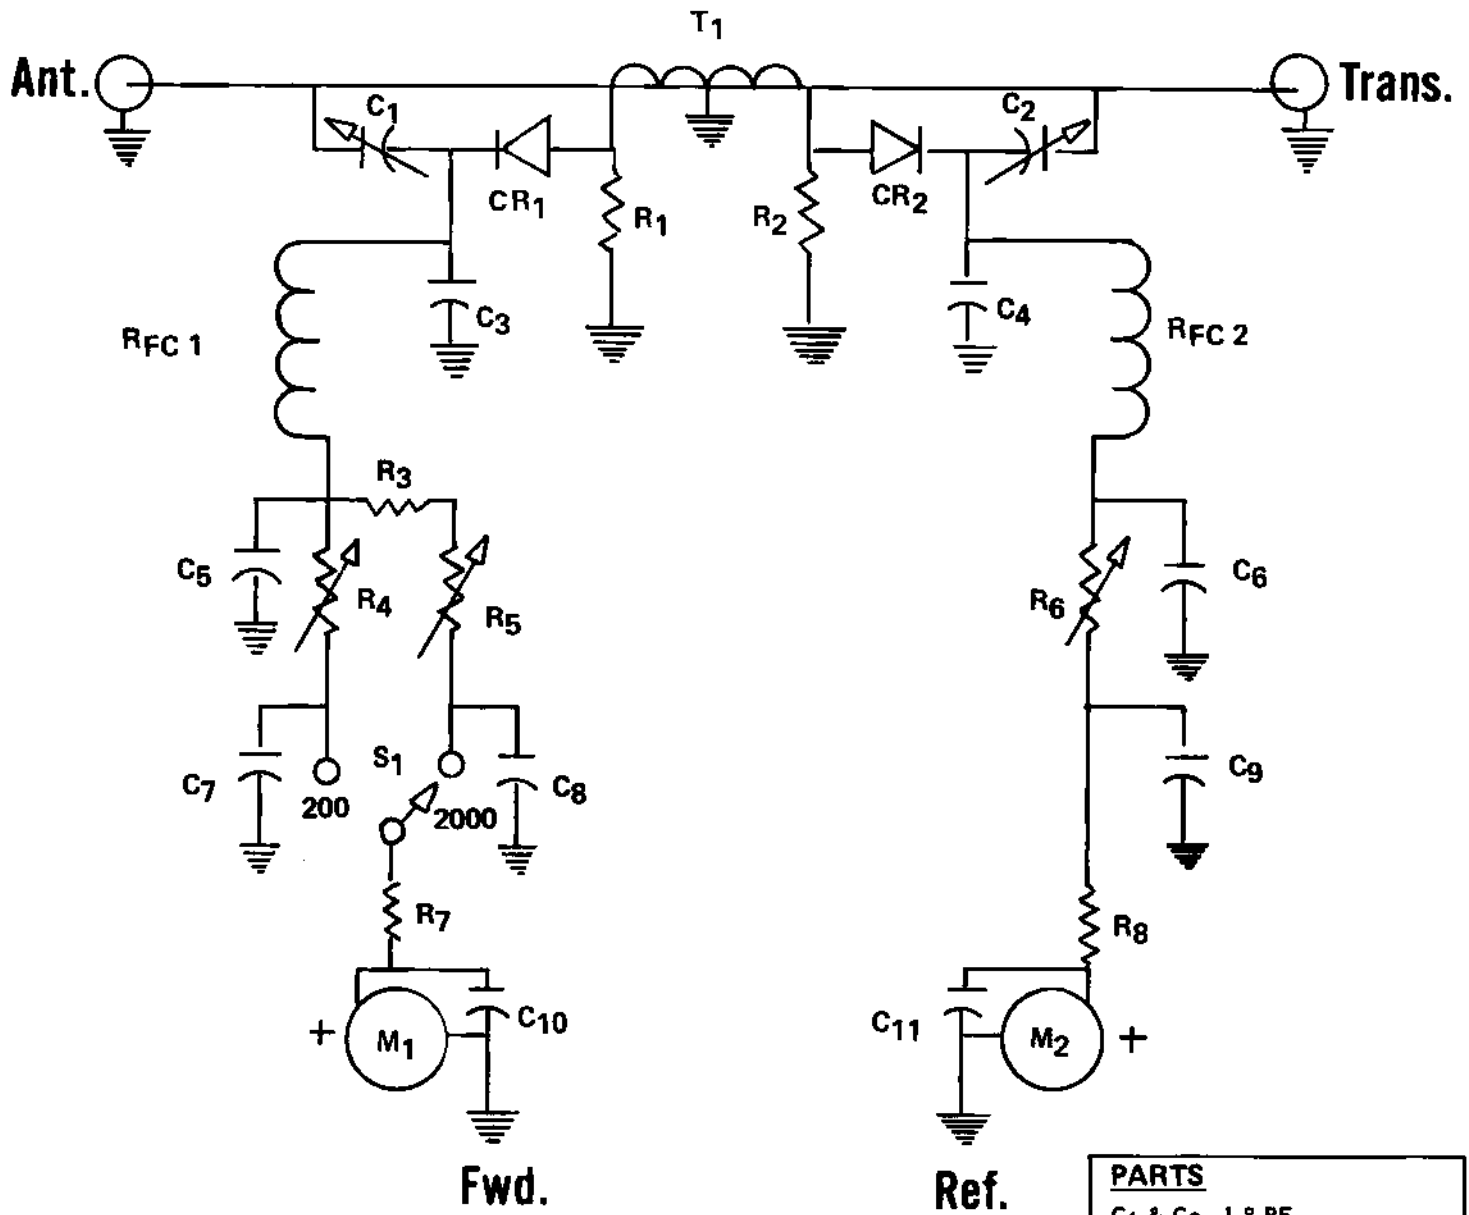 T1
Ant.
Trans.
C1
C2
CR1
R1
R2
CR2
C3
C4
RFC 1
RFC 2
R3
C5
R4
R5
R6
C6
C7
200
S1
2000
C8
C9
R7
R8
+
M1
C10
C11
M2
+
Fwd.
Ref.
PARTS